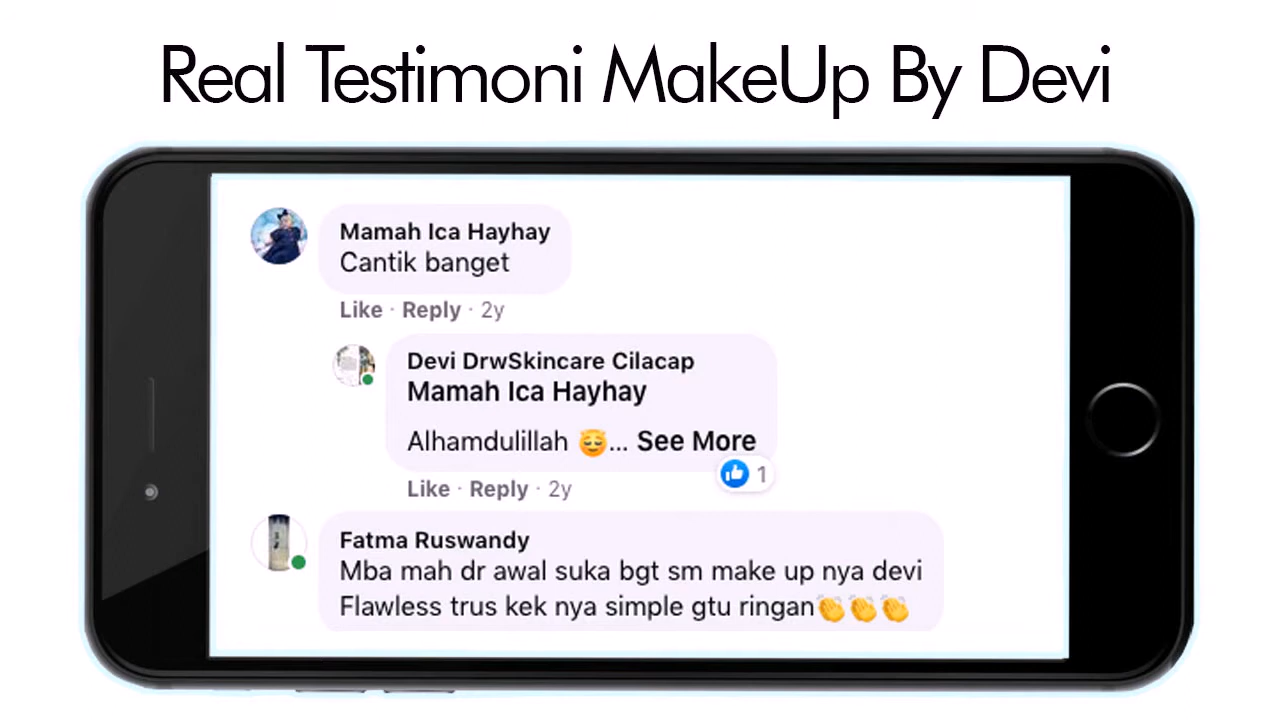 Real Testimoni MakeUp By Devi
Mamah Ica Hayhay
Cantik banget
Like · Reply · 2y
Devi DrwSkincare Cilacap
Mamah Ica Hayhay
Alhamdulillah 😇... See More
1
Like · Reply · 2y
Fatma Ruswandy
Mba mah dr awal suka bgt sm make up nya devi
Flawless trus kek nya simple gtu ringan👏👏👏